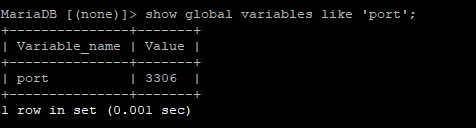 MariaDB [(none)]> show global variables like 'port';
+---------------+-------+
| Variable_name | Value |
+---------------+-------+
| port          | 3306  |
+---------------+-------+
1 row in set (0.001 sec)